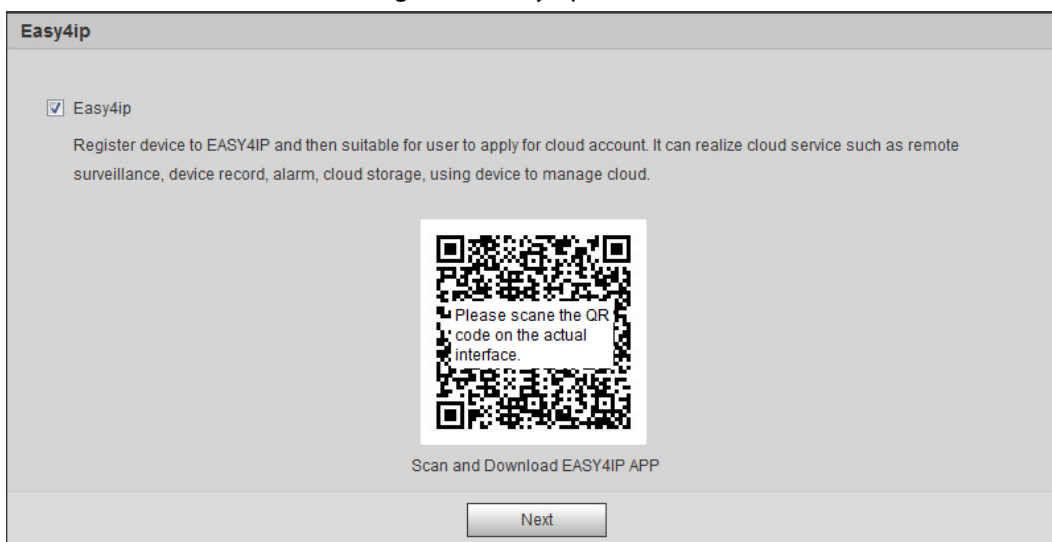 Easy4ip
Easy4ip
Register device to EASY4IP and then suitable for user to apply for cloud account. It can realize cloud service such as remote
surveillance, device record, alarm, cloud storage, using device to manage cloud.
Please scane the QR
code on the actual
interface.
Scan and Download EASY4IP APP
Next